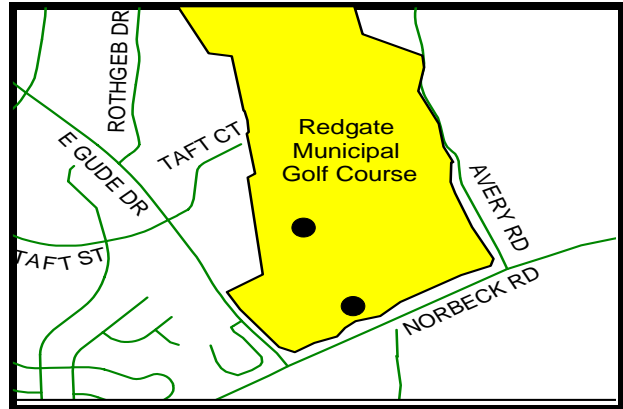 ROTHGEB DR
E GUDE DR
TAFT CT
Redgate
Municipal
Golf Course
AVERY RD
TAFT ST
NORBECK RD